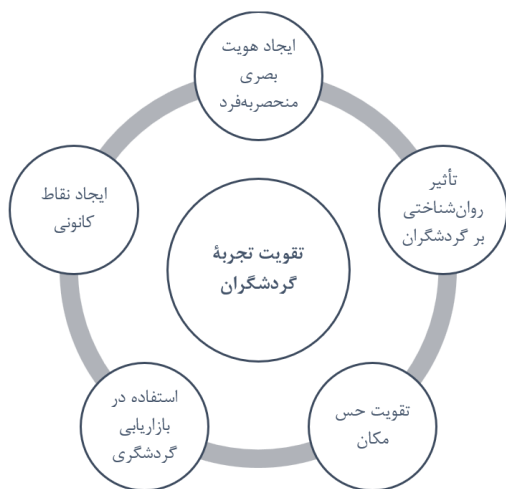 ایجاد هویت
بصری
منحصربه‌فرد
تأثیر
روان‌شناختی
بر گردشگران
تقویت حس
مکان
استفاده در
بازاریابی
گردشگری
ایجاد نقاط
کانونی
تقویت تجربهٔ
گردشگران